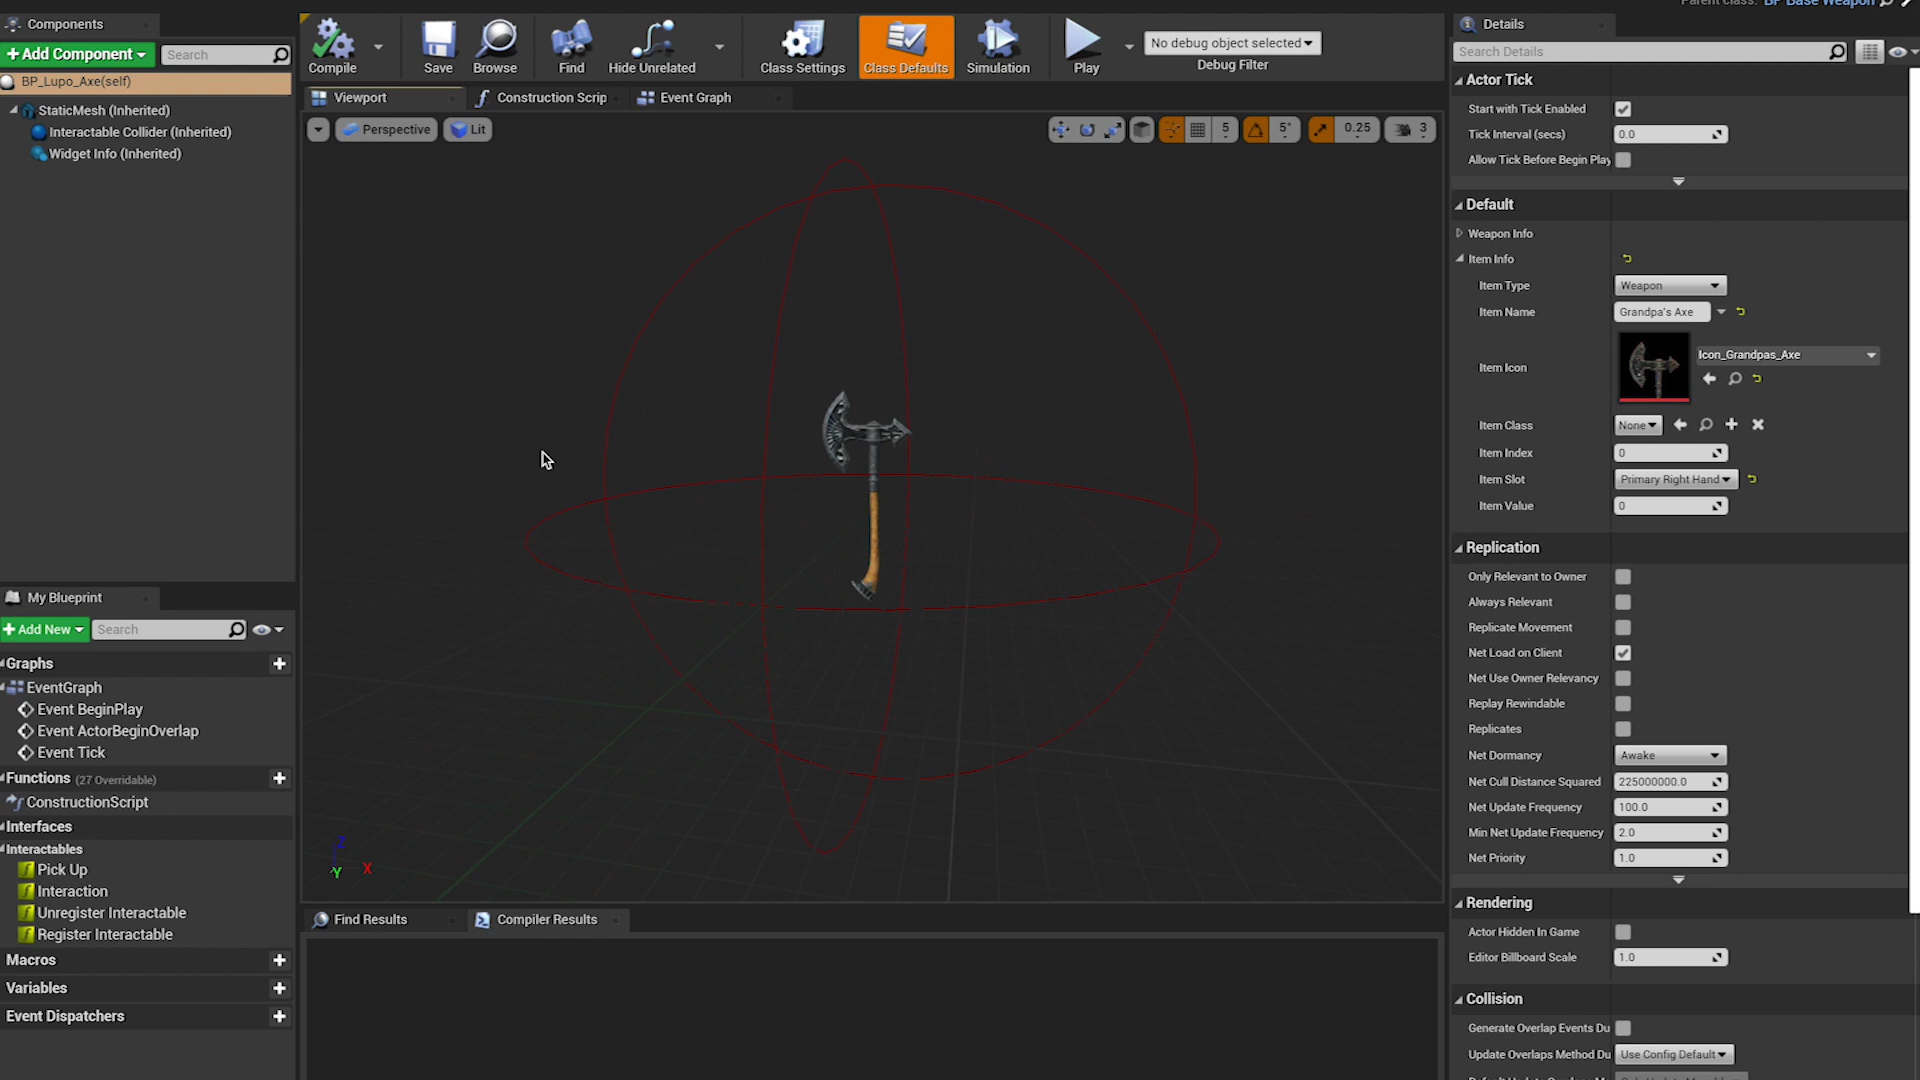 Parent class: BP Base Weapon
Components
+Add Component
Search
BP_Lupo_Axe(self)
StaticMesh (Inherited)
Interactable Collider (Inherited)
Widget Info (Inherited)
My Blueprint
+Add New
Search
Graphs
EventGraph
Event BeginPlay
Event ActorBeginOverlap
Event Tick
Functions (27 Overridable)
ConstructionScript
Interfaces
Interactables
Pick Up
Interaction
Unregister Interactable
Register Interactable
Macros
Variables
Event Dispatchers
Compile
Save
Browse
Find
Hide Unrelated
Class Settings
Class Defaults
Simulation
Play
No debug object selected
Debug Filter
Viewport
Construction Scrip
Event Graph
Perspective
Lit
5
5°
0.25
3
Z
Y
X
Find Results
Compiler Results
Details
Search Details
Actor Tick
Start with Tick Enabled
Tick Interval (secs) 0.0
Allow Tick Before Begin Play
Default
Weapon Info
Item Info
Item Type Weapon
Item Name Grandpa's Axe
Item Icon Icon_Grandpas_Axe
Item Class None
Item Index 0
Item Slot Primary Right Hand
Item Value 0
Replication
Only Relevant to Owner
Always Relevant
Replicate Movement
Net Load on Client
Net Use Owner Relevancy
Replay Rewindable
Replicates
Net Dormancy Awake
Net Cull Distance Squared 225000000.0
Net Update Frequency 100.0
Min Net Update Frequency 2.0
Net Priority 1.0
Rendering
Actor Hidden In Game
Editor Billboard Scale 1.0
Collision
Generate Overlap Events Du
Update Overlaps Method Du Use Config Default